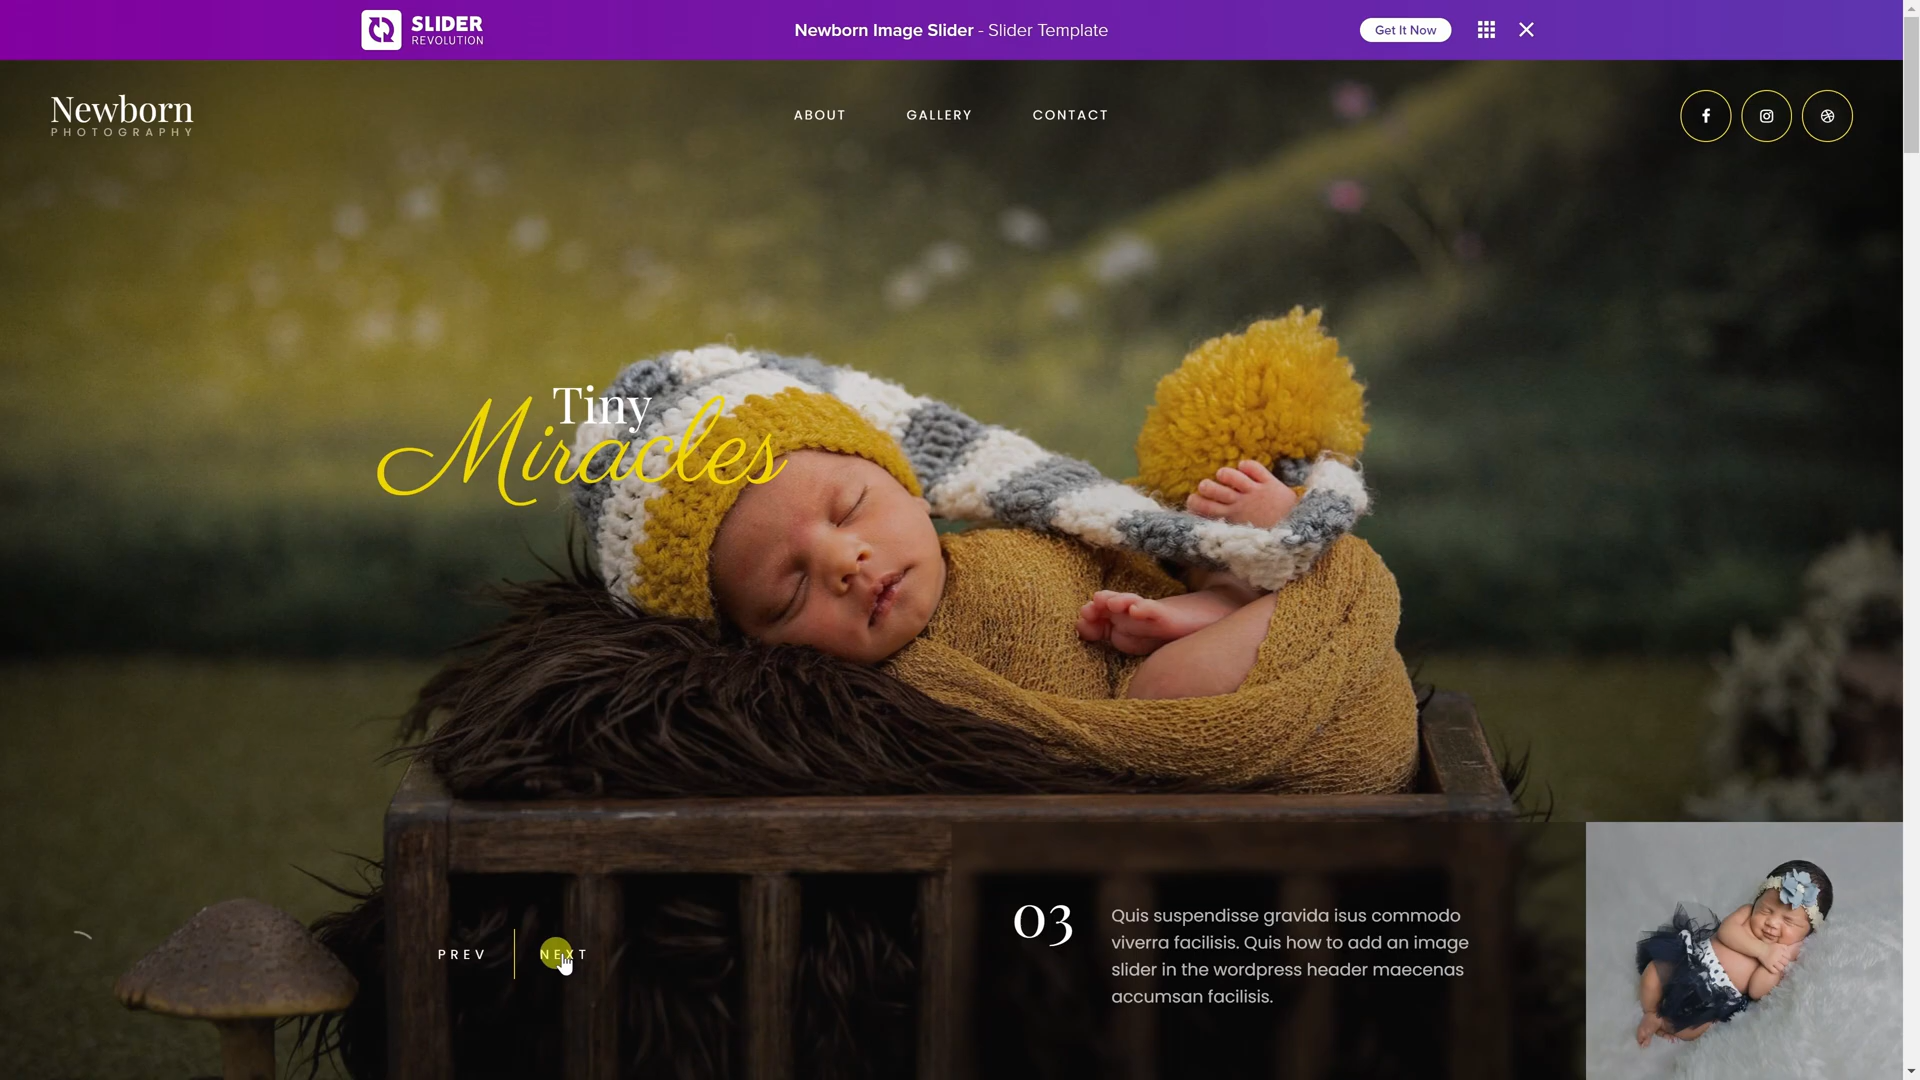 SLIDER
REVOLUTION
Newborn Image Slider - Slider Template
Get It Now
Newborn
PHOTOGRAPHY
ABOUT
GALLERY
CONTACT
Tiny
Miracles
PREV
NEXT
03
Quis suspendisse gravida isus commodo
viverra facilisis. Quis how to add an image
slider in the wordpress header maecenas
accumsan facilisis.